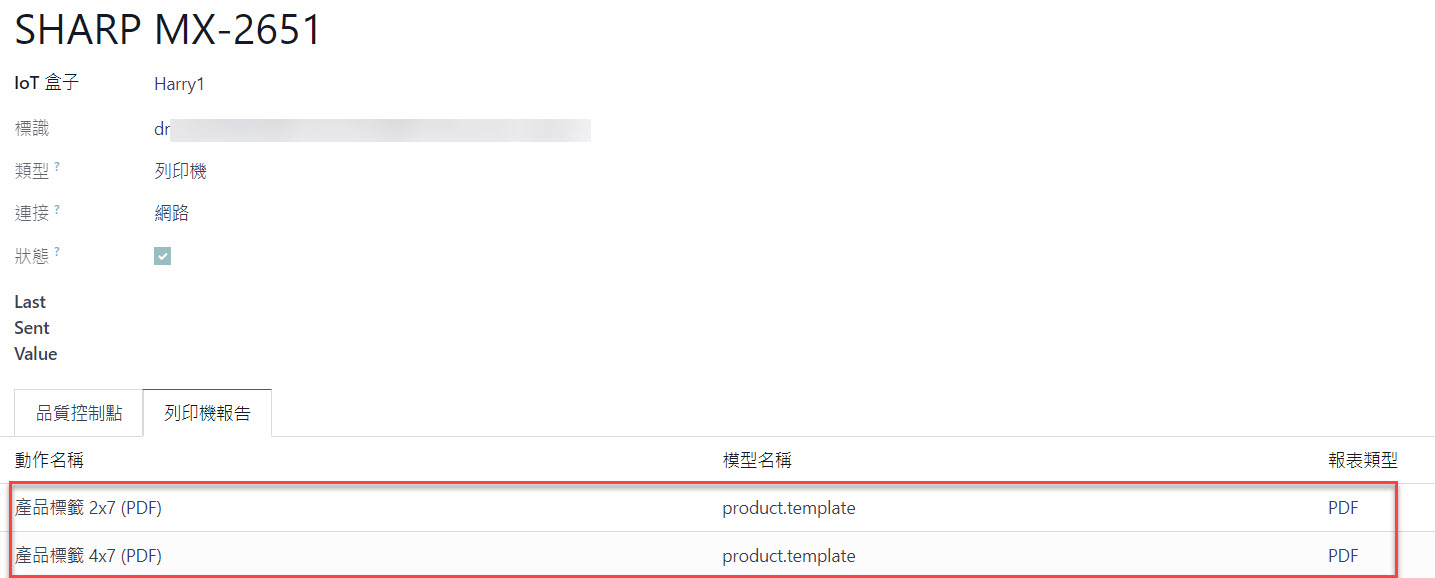 SHARP MX-2651
IoT 盒子 Harry1
標識 dr
類型 ? 列印機
連接 ? 網路
狀態 ?
Last
Sent
Value
品質控制點 列印機報告
動作名稱 模型名稱 報表類型
產品標籤 2x7 (PDF) product.template PDF
產品標籤 4x7 (PDF) product.template PDF